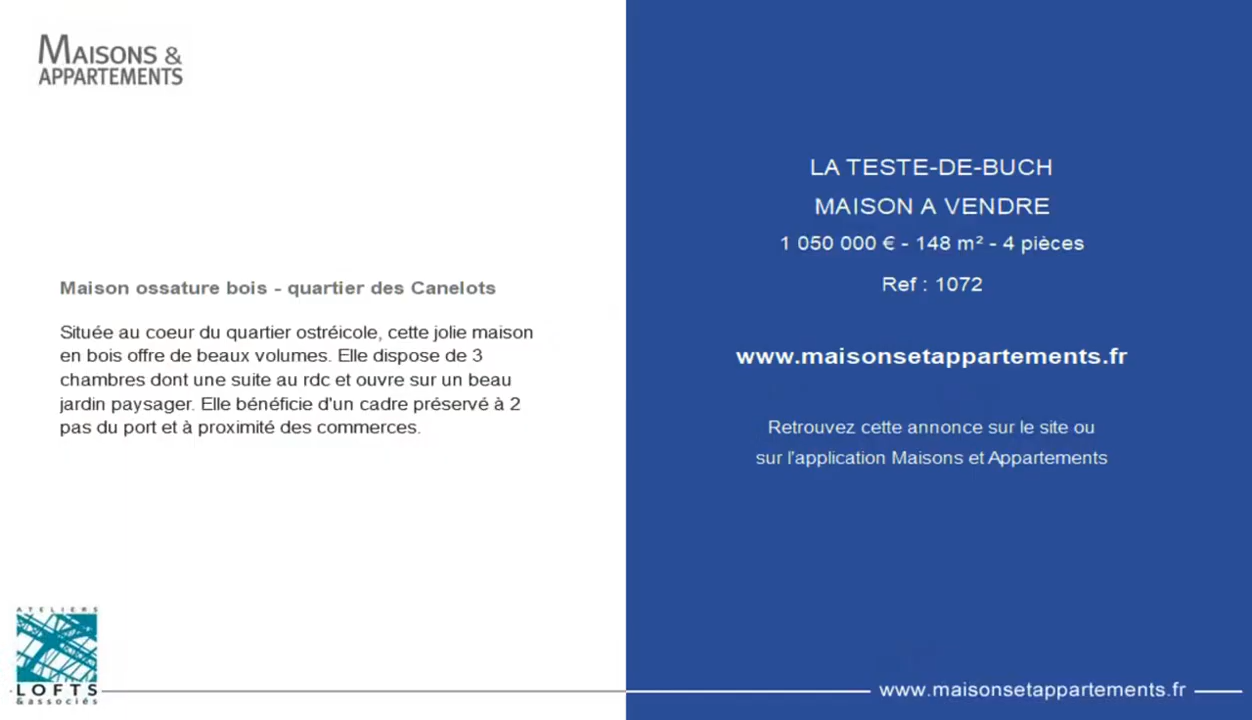 MAISONS &
APPARTEMENTS
Maison ossature bois - quartier des Canelots
Située au coeur du quartier ostréicole, cette jolie maison
en bois offre de beaux volumes. Elle dispose de 3
chambres dont une suite au rdc et ouvre sur un beau
jardin paysager. Elle bénéficie d'un cadre préservé à 2
pas du port et à proximité des commerces.
LA TESTE-DE-BUCH
MAISON A VENDRE
1 050 000 € - 148 m² - 4 pièces
Ref : 1072
www.maisonsetappartements.fr
Retrouvez cette annonce sur le site ou
sur l'application Maisons et Appartements
ATELIERS
LOFTS
&associés
www.maisonsetappartements.fr